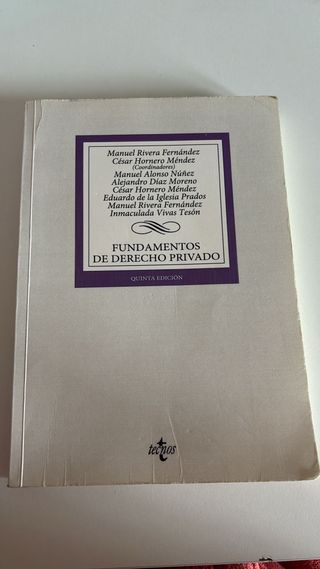 Manuel Rivera Fernández
César Hornero Méndez
(Coordinadores)
Manuel Alonso Núñez
Alejandro Díaz Moreno
César Hornero Méndez
Eduardo de la Iglesia Prados
Manuel Rivera Fernández
Inmaculada Vivas Tesón
FUNDAMENTOS
DE DERECHO PRIVADO
QUINTA EDICIÓN
tecnos